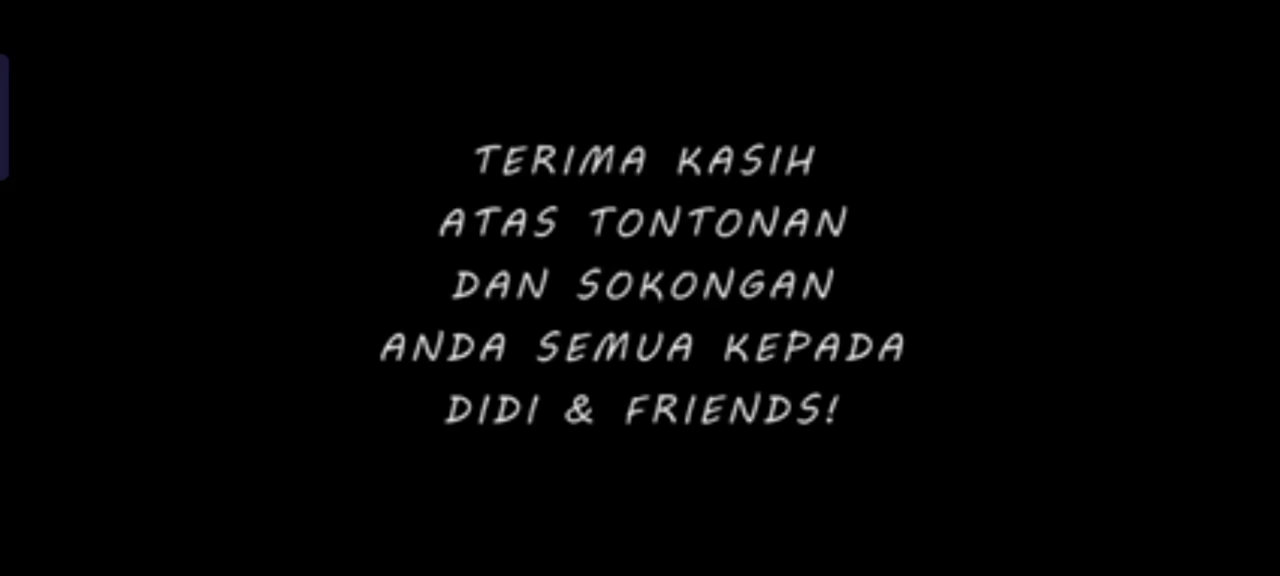 TERIMA KASIH
ATAS TONTONAN
DAN SOKONGAN
ANDA SEMUA KEPADA
DIDI & FRIENDS!